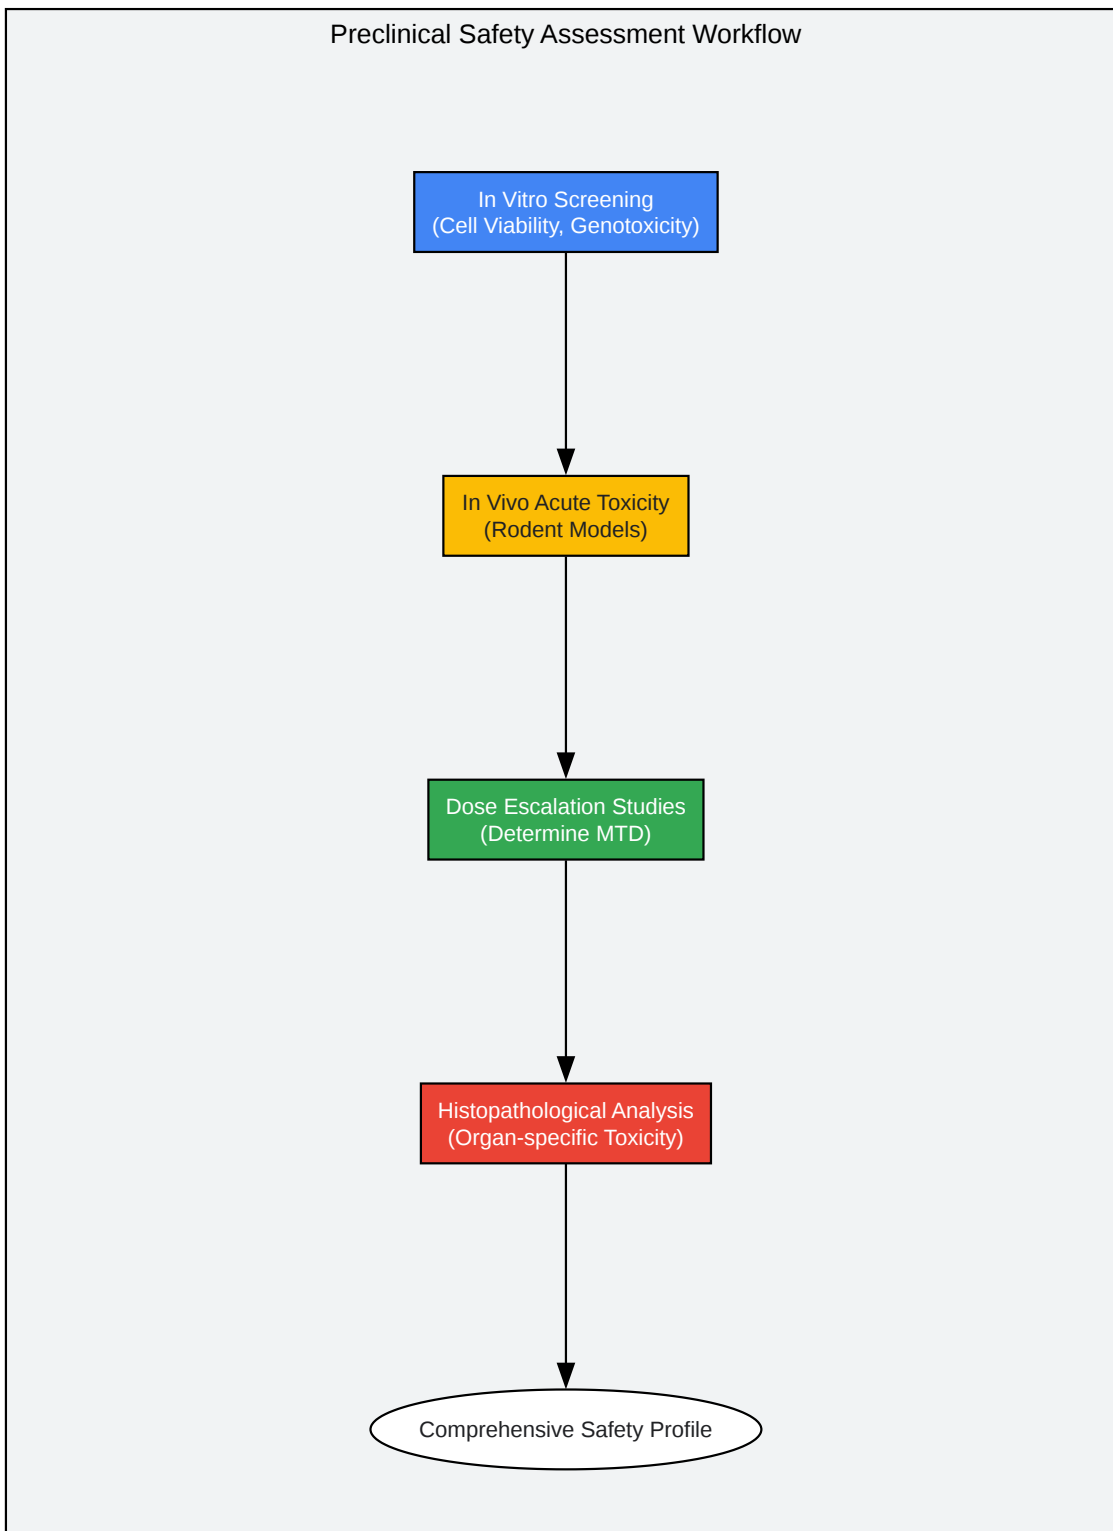 Preclinical Safety Assessment Workflow
In Vitro Screening
(Cell Viability, Genotoxicity)
In Vivo Acute Toxicity
(Rodent Models)
Dose Escalation Studies
(Determine MTD)
Histopathological Analysis
(Organ-specific Toxicity)
Comprehensive Safety Profile